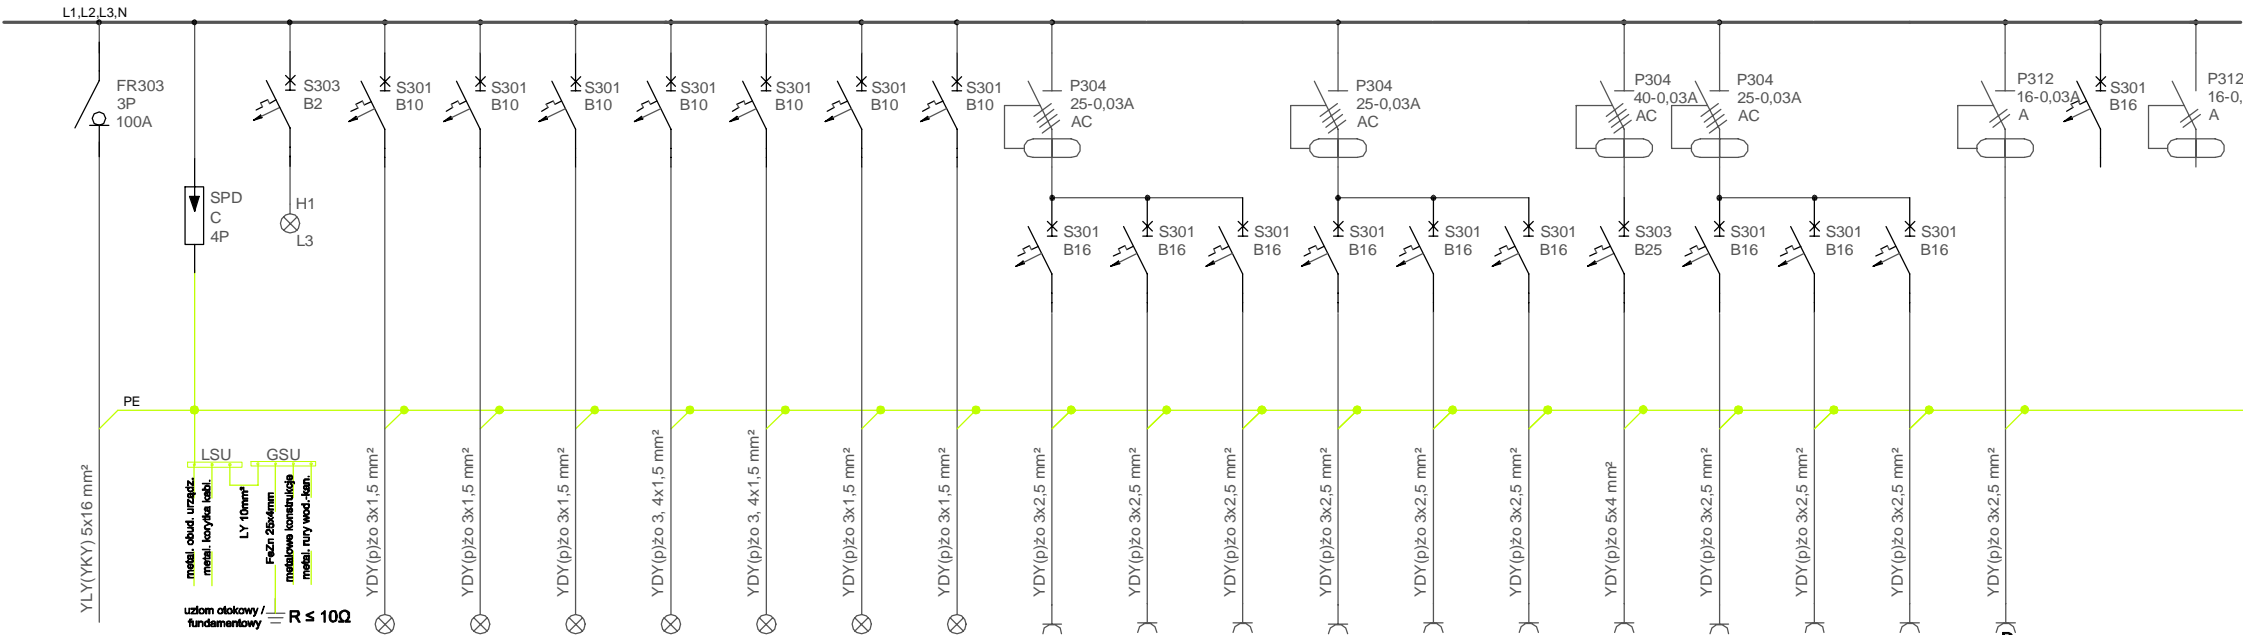 L1,L2,L3,N
FR303
3P
100A
S303
B2
S301
B10
S301
B10
S301
B10
S301
B10
S301
B10
S301
B10
S301
B10
P304
25-0,03A
AC
P304
25-0,03A
AC
P304
40-0,03A
AC
P304
25-0,03A
AC
P312
16-0,03A
A
S301
B16
P312
16-0,
A
SPD
C
4P
H1
L3
S301
B16
S301
B16
S301
B16
S301
B16
S301
B16
S301
B16
S303
B25
S301
B16
S301
B16
S301
B16
PE
LSU
GSU
YLY(YKY) 5x16 mm²
metal. obud. urządz.
metal. korytka kabl.
LY 10mm²
FeZn 25x4mm
metalowe konstrukcje
metal. rury wod.-kan.
uziom otokowy /
fundamentowy
R ≤ 10Ω
YDY(p)żo 3x1,5 mm²
YDY(p)żo 3x1,5 mm²
YDY(p)żo 3x1,5 mm²
YDY(p)żo 3, 4x1,5 mm²
YDY(p)żo 3, 4x1,5 mm²
YDY(p)żo 3x1,5 mm²
YDY(p)żo 3x1,5 mm²
YDY(p)żo 3x2,5 mm²
YDY(p)żo 3x2,5 mm²
YDY(p)żo 3x2,5 mm²
YDY(p)żo 3x2,5 mm²
YDY(p)żo 3x2,5 mm²
YDY(p)żo 3x2,5 mm²
YDY(p)żo 5x4 mm²
YDY(p)żo 3x2,5 mm²
YDY(p)żo 3x2,5 mm²
YDY(p)żo 3x2,5 mm²
YDY(p)żo 3x2,5 mm²